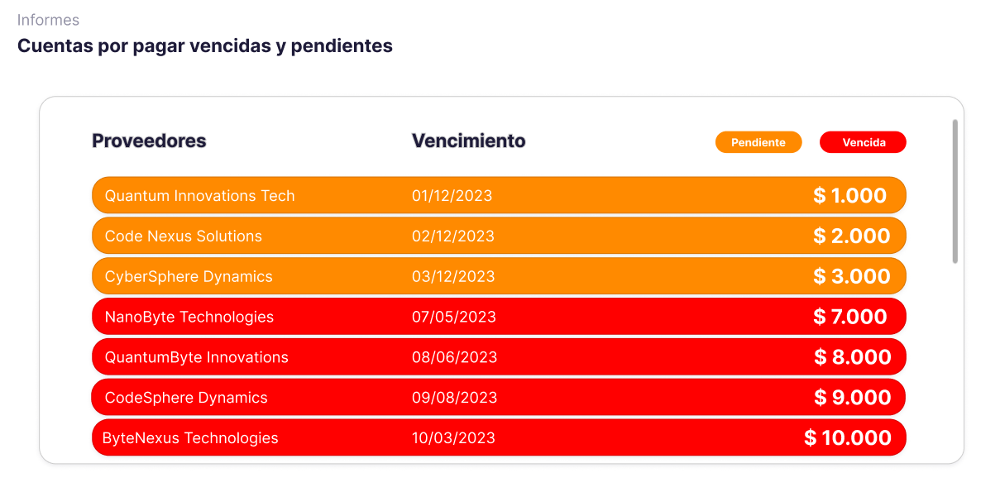 Informes
Cuentas por pagar vencidas y pendientes
Proveedores Vencimiento Pendiente Vencida
Quantum Innovations Tech 01/12/2023 $ 1.000
Code Nexus Solutions 02/12/2023 $ 2.000
CyberSphere Dynamics 03/12/2023 $ 3.000
NanoByte Technologies 07/05/2023 $ 7.000
QuantumByte Innovations 08/06/2023 $ 8.000
CodeSphere Dynamics 09/08/2023 $ 9.000
ByteNexus Technologies 10/03/2023 $ 10.000